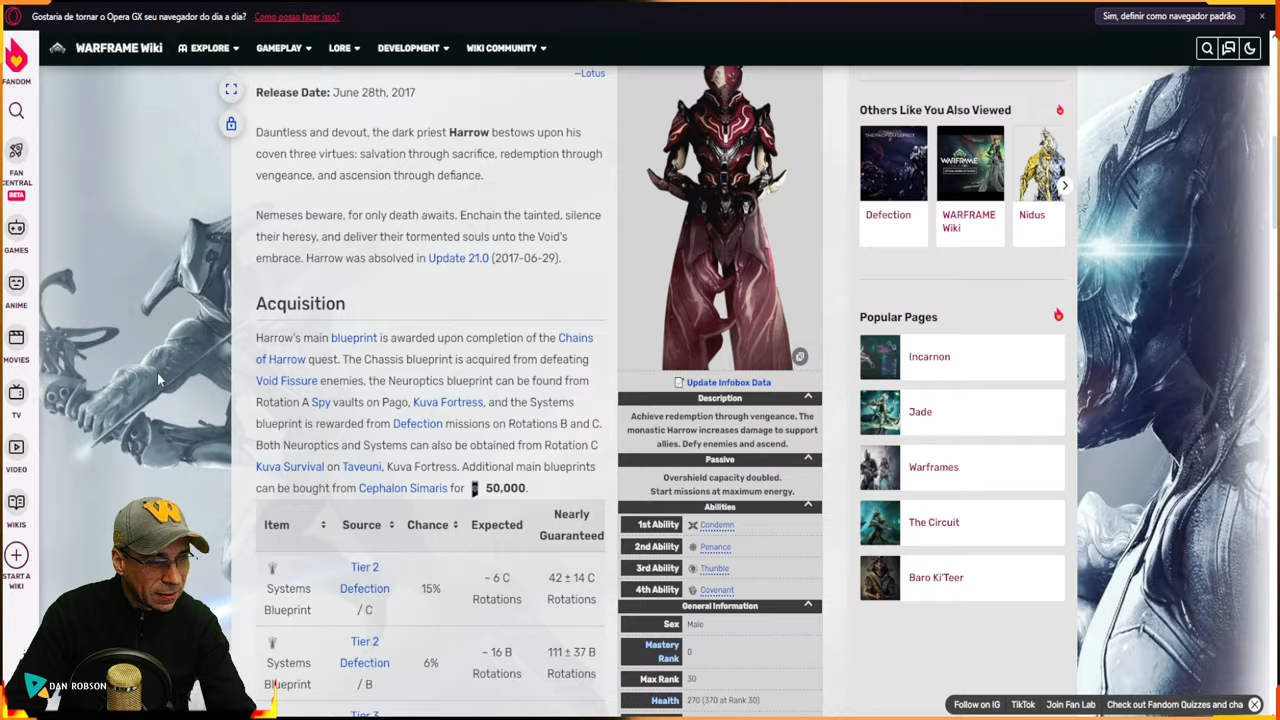 Gostaria de tornar o Opera GX seu navegador do dia a dia?
Como posso fazer isso?
Sim, definir como navegador padrão
WARFRAME Wiki
EXPLORE
GAMEPLAY
LORE
DEVELOPMENT
WIKI COMMUNITY
FANDOM
FAN CENTRAL
BETA
GAMES
ANIME
MOVIES
TV
VIDEO
WIKIS
START A WIKI
–Lotus
Release Date: June 28th, 2017
Dauntless and devout, the dark priest Harrow bestows upon his
coven three virtues: salvation through sacrifice, redemption through
vengeance, and ascension through defiance.
Nemeses beware, for only death awaits. Enchain the tainted, silence
their heresy, and deliver their tormented souls unto the Void's
embrace. Harrow was absolved in Update 21.0 (2017-06-29).
Acquisition
Harrow's main blueprint is awarded upon completion of the Chains
of Harrow quest. The Chassis blueprint is acquired from defeating
Void Fissure enemies, the Neuroptics blueprint can be found from
Rotation A Spy vaults on Pago, Kuva Fortress, and the Systems
blueprint is rewarded from Defection missions on Rotations B and C.
Both Neuroptics and Systems can also be obtained from Rotation C
Kuva Survival on Taveuni, Kuva Fortress. Additional main blueprints
can be bought from Cephalon Simaris for 50,000.
Item Source Chance Expected Nearly Guaranteed
Systems Blueprint
Tier 2 Defection / C
15%
~ 6 C Rotations
42 ± 14 C Rotations
Systems Blueprint
Tier 2 Defection / B
6%
~ 16 B Rotations
111 ± 37 B Rotations
Tier 3
Update Infobox Data
Description
Achieve redemption through vengeance. The
monastic Harrow increases damage to support
allies. Defy enemies and ascend.
Passive
Overshield capacity doubled.
Start missions at maximum energy.
Abilities
1st Ability Condemn
2nd Ability Penance
3rd Ability Thurible
4th Ability Covenant
General Information
Sex Male
Mastery Rank 0
Max Rank 30
Health 270 (370 at Rank 30)
Others Like You Also Viewed
THE PACIFISM DEFECT
WARFRAME
Defection
WARFRAME Wiki
Nidus
Popular Pages
Incarnon
Jade
Warframes
The Circuit
Baro Ki'Teer
Follow on IG
TikTok
Join Fan Lab
Check out Fandom Quizzes and cha
W
DAN ROBSON